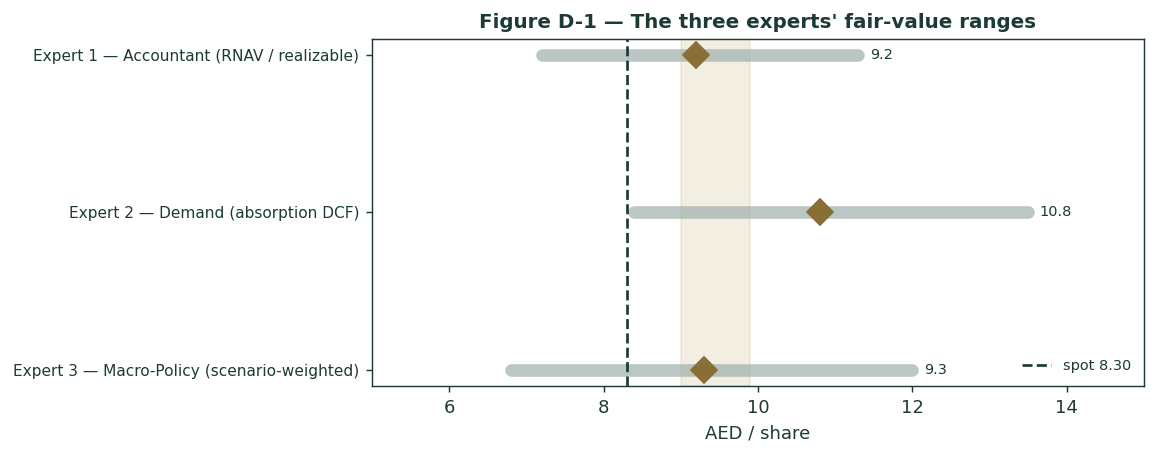 Figure D-1 — The three experts' fair-value ranges
Expert 1 — Accountant (RNAV / realizable)
9.2
Expert 2 — Demand (absorption DCF)
10.8
Expert 3 — Macro-Policy (scenario-weighted)
9.3
spot 8.30
6 8 10 12 14
AED / share